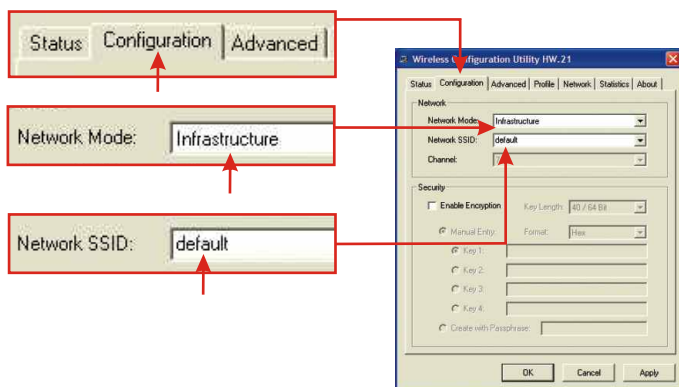 Status Configuration Advanced
Network Mode: Infrastructure
Network SSID: default
Wireless Configuration Utility HW.21
Status Configuration Advanced Profile Network Statistics About
Network
Network Mode: Infrastructure
Network SSID: default
Channel:
Security
Enable Encryption Key Length: 40 / 64 Bit
Manual Entry: Format: Hex
Key 1:
Key 2:
Key 3:
Key 4:
Create with Passphrase:
OK Cancel Apply